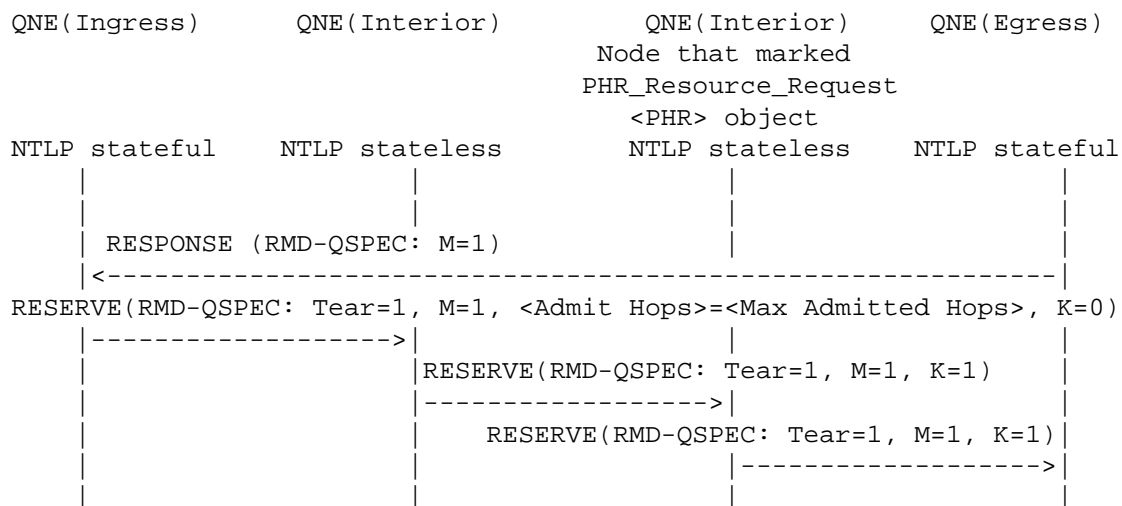 QNE(Ingress)     QNE(Interior)        QNE(Interior)    QNE(Egress)
Node that marked
PHR_Resource_Request
<PHR> object
NTLP stateful    NTLP stateless       NTLP stateless   NTLP stateful
RESPONSE (RMD-QSPEC: M=1)
RESERVE(RMD-QSPEC: Tear=1, M=1, <Admit Hops>=<Max Admitted Hops>, K=0)
RESERVE(RMD-QSPEC: Tear=1, M=1, K=1)
RESERVE(RMD-QSPEC: Tear=1, M=1, K=1)